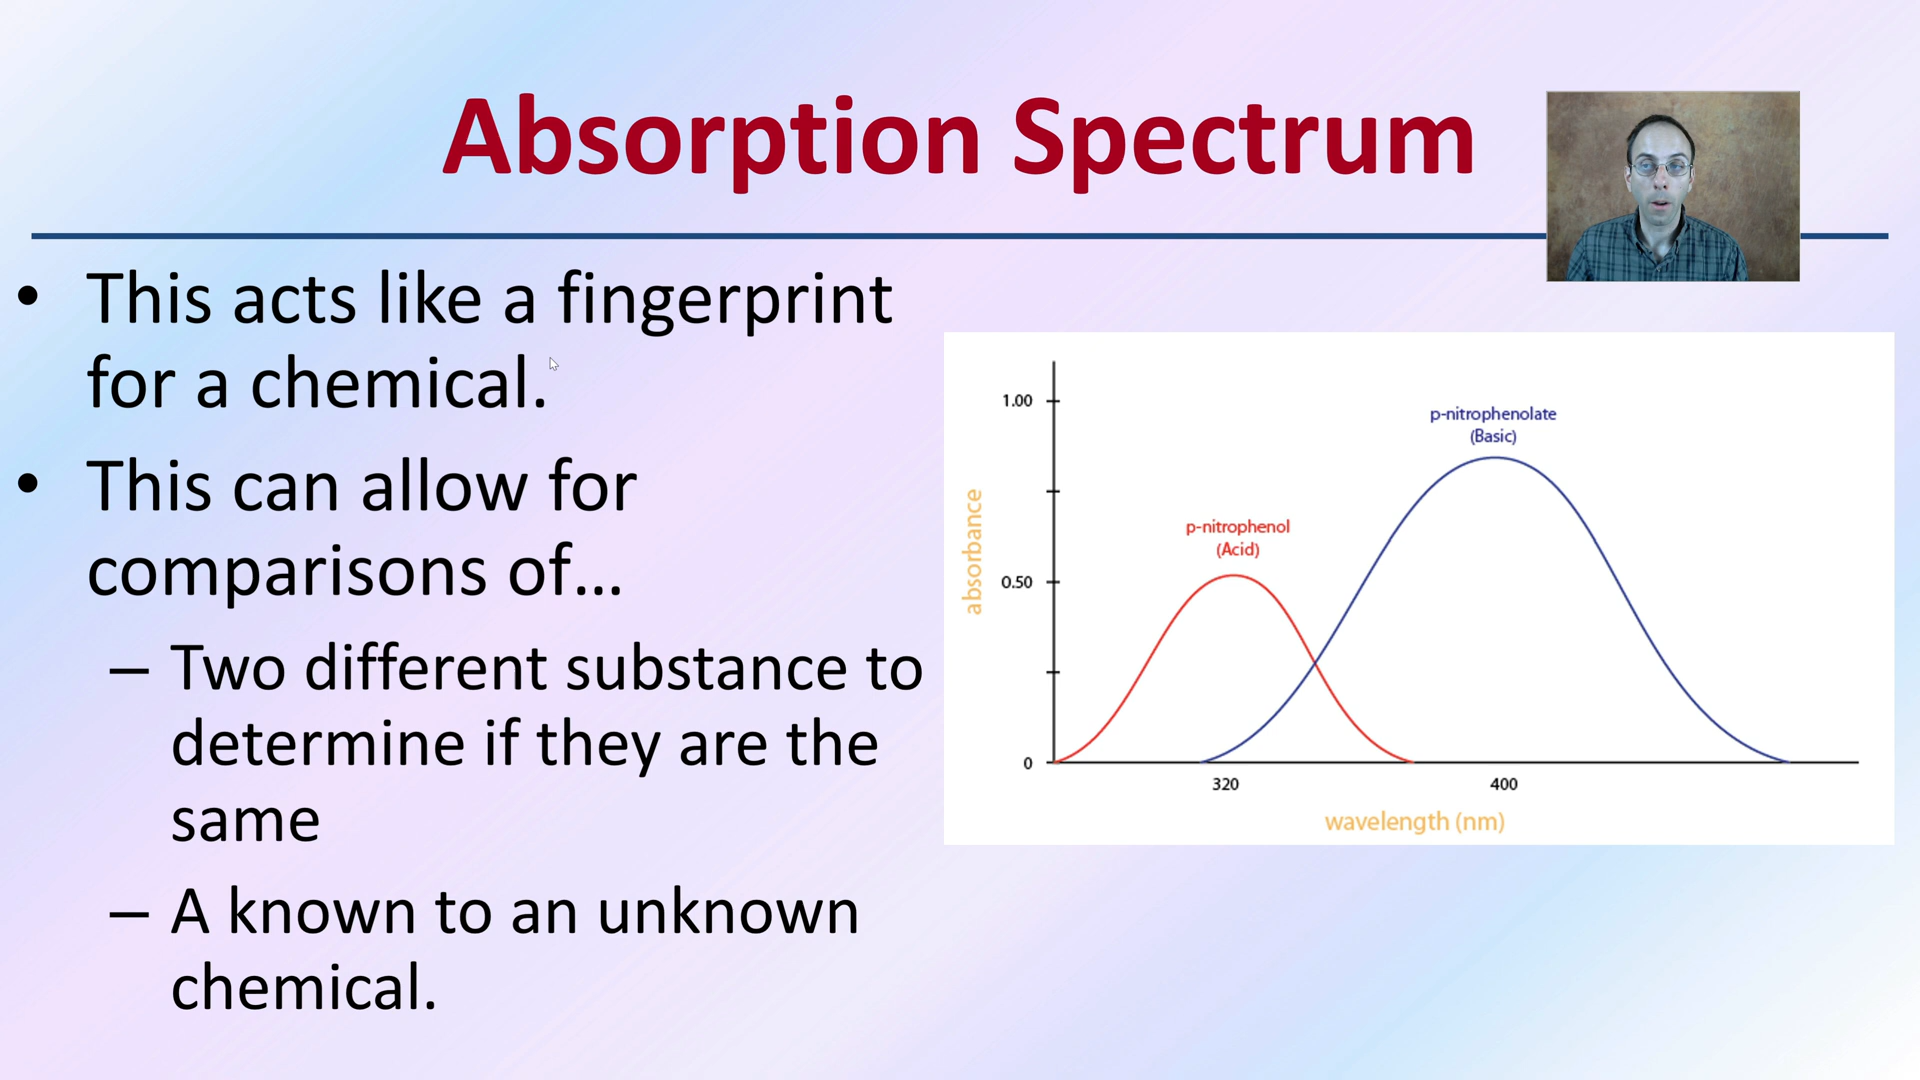 Absorption Spectrum
• This acts like a fingerprint
for a chemical.
• This can allow for
comparisons of...
– Two different substance to
determine if they are the
same
– A known to an unknown
chemical.
1.00
0.50
0
absorbance
p-nitrophenol
(Acid)
p-nitrophenolate
(Basic)
320
400
wavelength (nm)